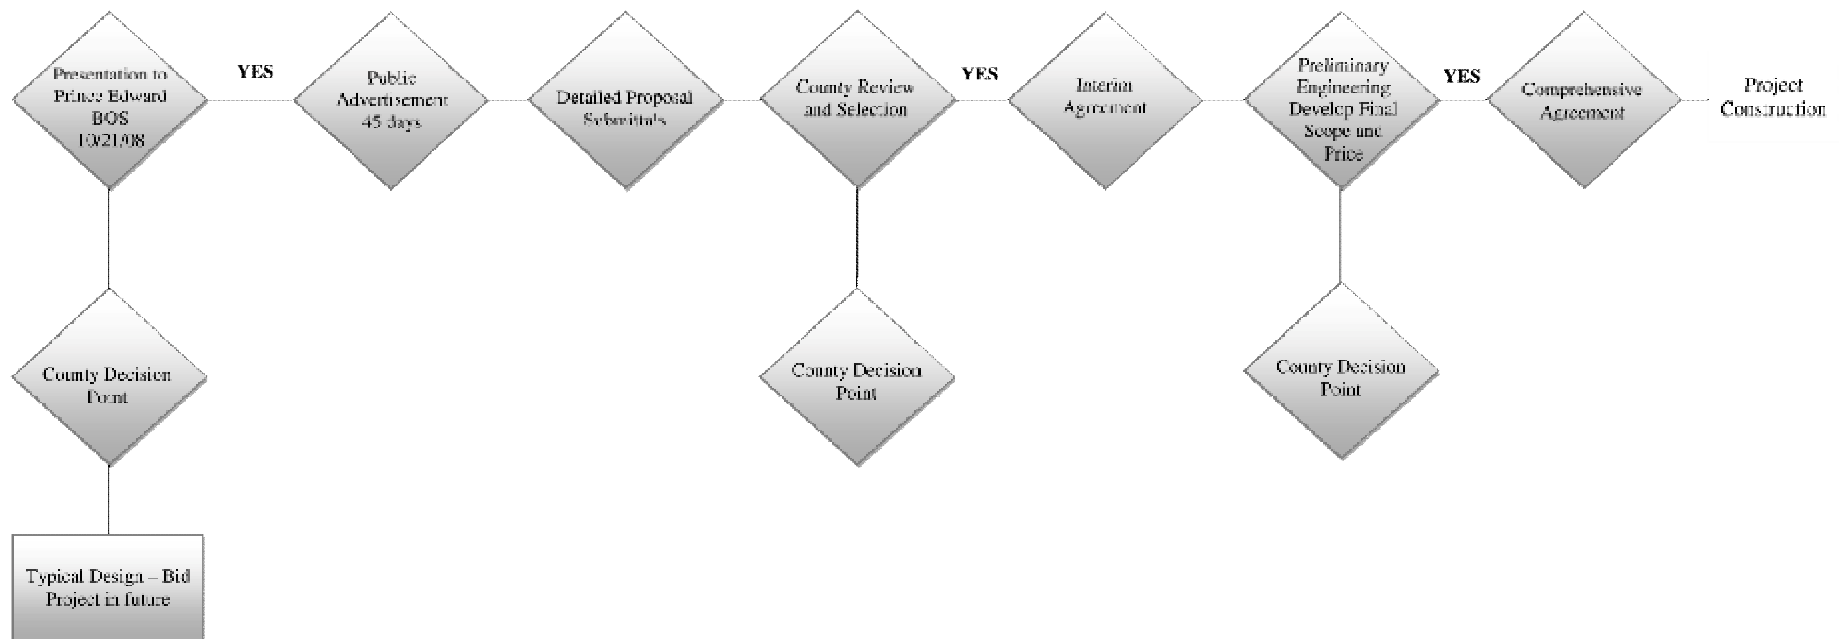 Presentation to
Prince Edward
BOS
10/21/08
YES
Public
Advertisement
45 days
Detailed Proposal
Submittals
County Review
and Selection
YES
Interim
Agreement
Preliminary
Engineering
Develop Final
Scope and
Price
YES
Comprehensive
Agreement
Project
Construction
County Decision
Point
County Decision
Point
County Decision
Point
Typical Design – Bid
Project in future